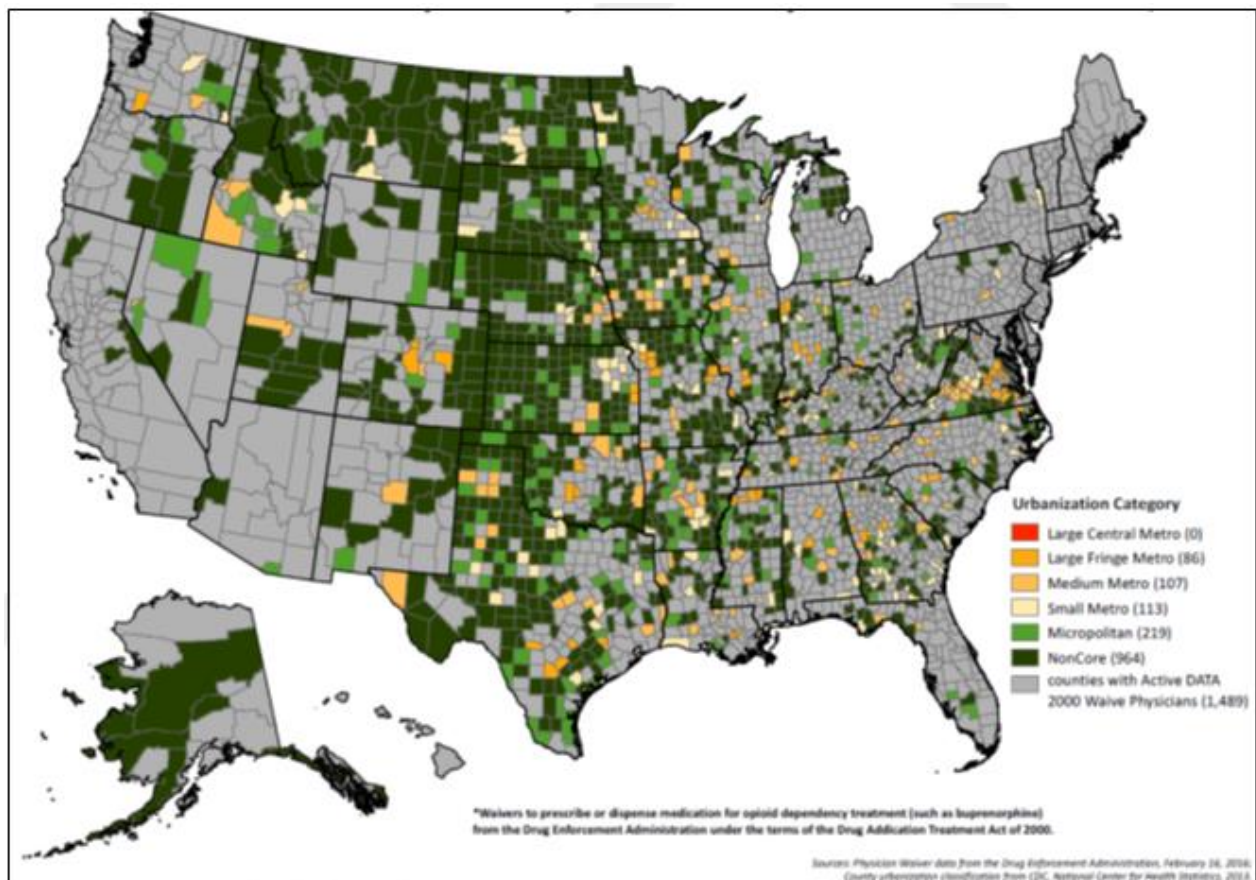 Urbanization Category
Large Central Metro (0)
Large Fringe Metro (86)
Medium Metro (107)
Small Metro (113)
Micropolitan (219)
NonCore (964)
counties with Active DATA
2000 Waive Physicians (1,489)
*Waivers to prescribe or dispense medication for opioid dependency treatment (such as buprenorphine)
from the Drug Enforcement Administration under the terms of the Drug Addication Treatment Act of 2000.
Sources: Physician Waiver data from the Drug Enforcement Administration, February 16, 2016;
County urbanization classification from CDC, National Center for Health Statistics, 2013.